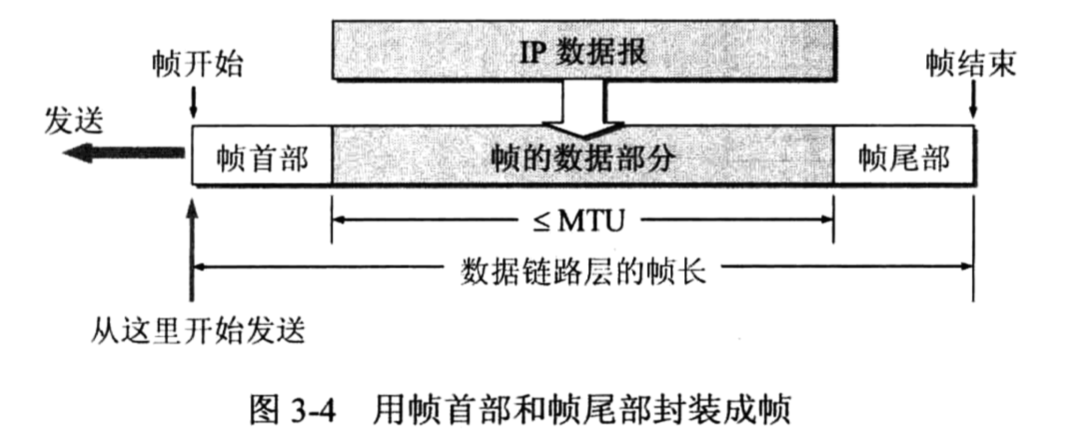 IP 数据报
帧开始
帧结束
发送
帧首部
帧的数据部分
帧尾部
≤ MTU
数据链路层的帧长
从这里开始发送
图 3-4 用帧首部和帧尾部封装成帧